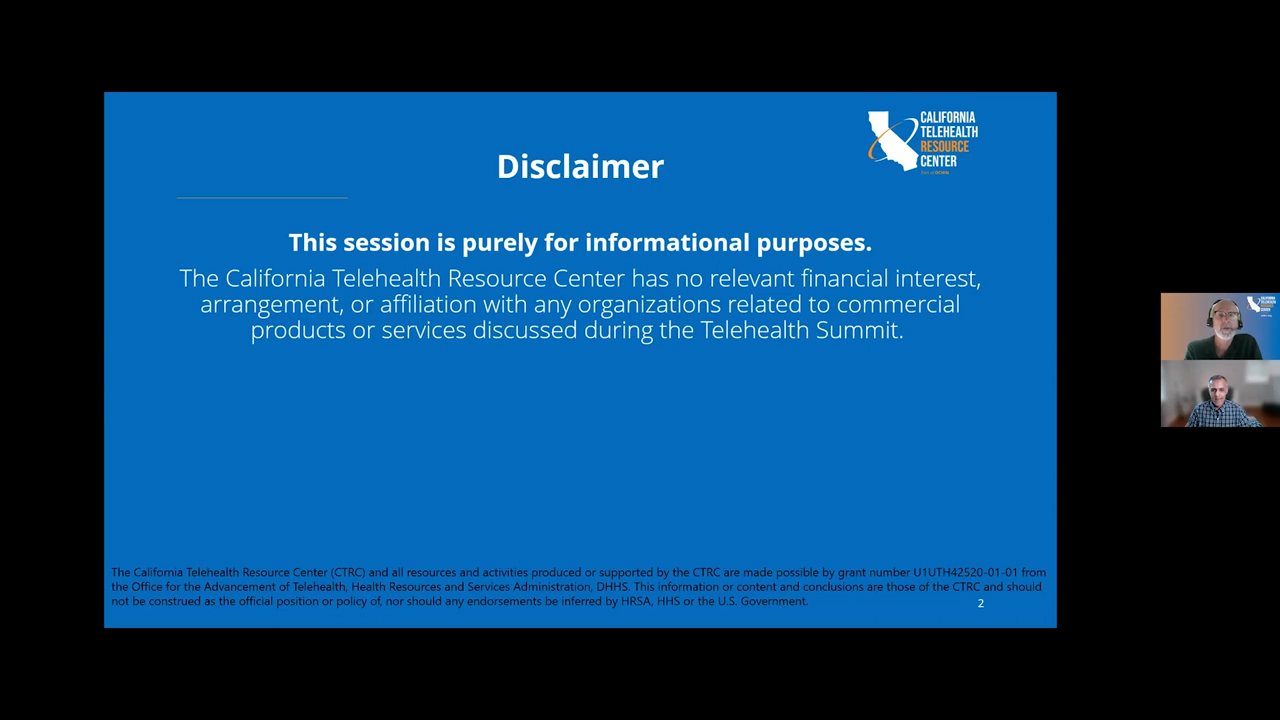 CALIFORNIA
TELEHEALTH
RESOURCE
CENTER
Disclaimer
This session is purely for informational purposes.
The California Telehealth Resource Center has no relevant financial interest,
arrangement, or affiliation with any organizations related to commercial
products or services discussed during the Telehealth Summit.
The California Telehealth Resource Center (CTRC) and all resources and activities produced or supported by the CTRC are made possible by grant number U1UTH42520-01-01 from
the Office for the Advancement of Telehealth, Health Resources and Services Administration, DHHS. This information or content and conclusions are those of the CTRC and should
not be construed as the official position or policy of, nor should any endorsements be inferred by HRSA, HHS or the U.S. Government.
2
CALIFORNIA
TELEHEALTH
RESOURCE
CENTER